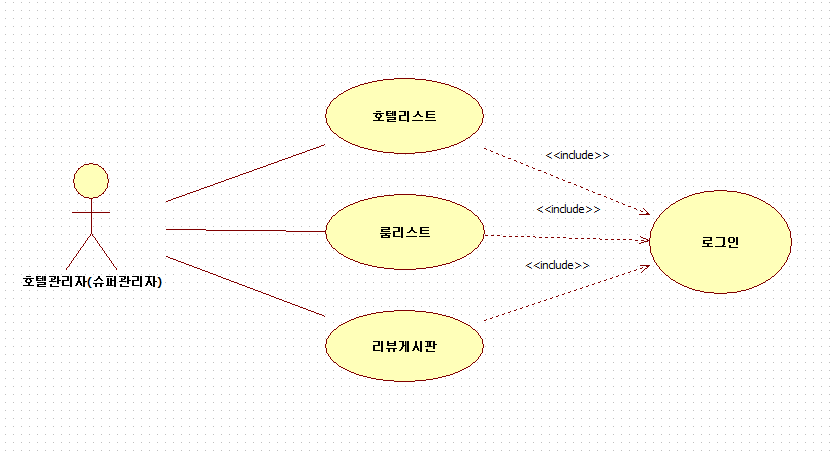 호텔리스트
<<include>>
<<include>>
룸리스트
로그인
<<include>>
호텔관리자(슈퍼관리자)
리뷰게시판